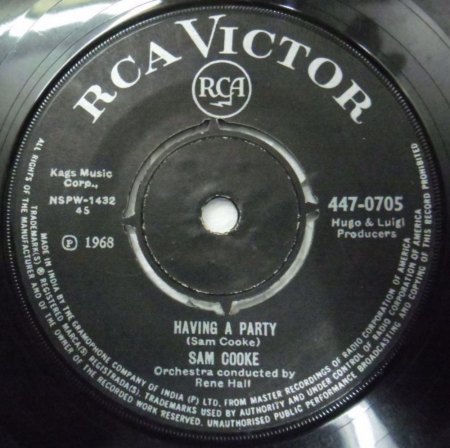 RCA VICTOR
RCA
Kags Music
Corp.,
NSPW-1432
45
℗ 1968
447-0705
Hugo & Luigi
Producers
HAVING A PARTY
(Sam Cooke)
SAM COOKE
Orchestra conducted by
Rene Hall
MADE IN INDIA BY THE GRAMOPHONE COMPANY OF INDIA (P) LTD., FROM MASTER RECORDINGS OF RADIO CORPORATION OF AMERICA
TRADEMARK(S) ® REGISTERED. MARCA(S) REGISTRADA(S). TRADEMARKS USED BY AUTHORITY AND UNDER CONTROL OF RADIO CORPORATION OF AMERICA
ALL RIGHTS OF THE MANUFACTURER AND OF THE OWNER OF THE RECORDED WORK RESERVED. UNAUTHORISED PUBLIC PERFORMANCE BROADCASTING AND COPYING OF THIS RECORD PROHIBITED